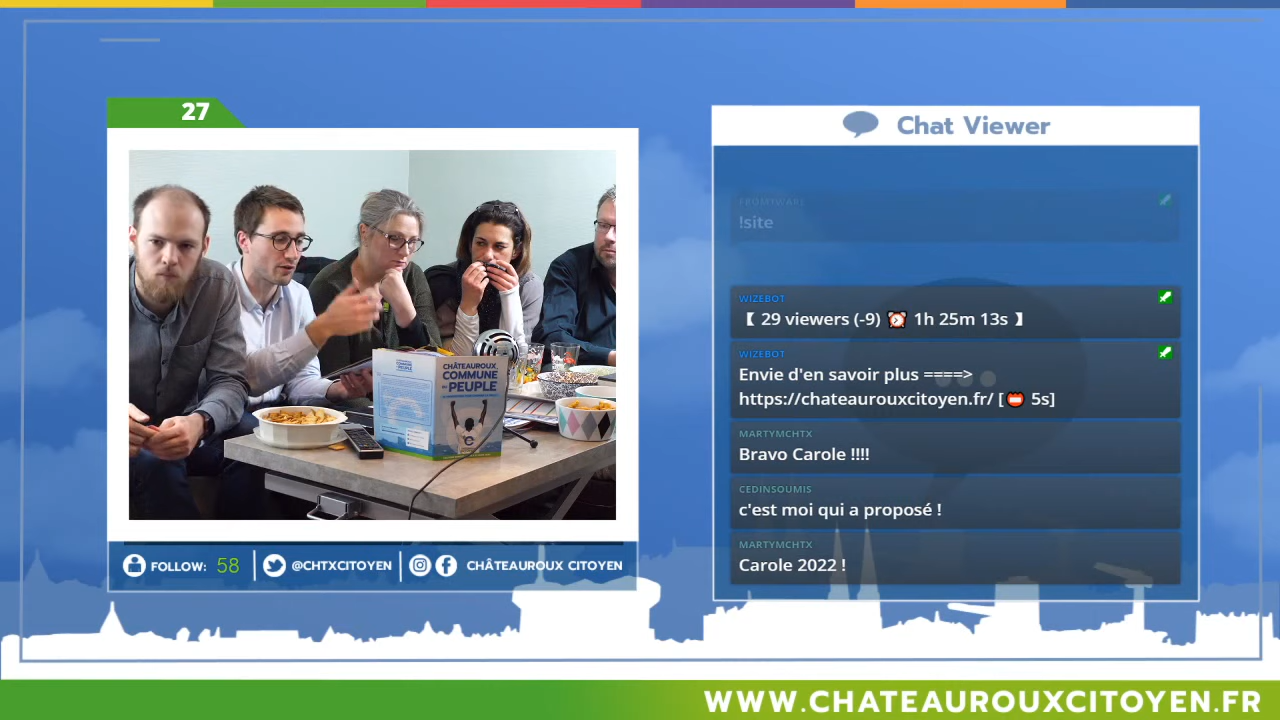 27
Chat Viewer
FROMTWARE
!site
WIZEBOT
【 29 viewers (-9) ⏰ 1h 25m 13s 】
WIZEBOT
Envie d'en savoir plus ====>
https://chateaurouxcitoyen.fr/ [📛 5s]
MARTYMCHTX
Bravo Carole !!!!
CEDINSOUMIS
c'est moi qui a proposé !
MARTYMCHTX
Carole 2022 !
CHÂTEAUROUX
COMMUNE
DU PEUPLE
FOLLOW: 58
@CHTXCITOYEN
CHÂTEAUROUX CITOYEN
WWW.CHATEAUROUXCITOYEN.FR